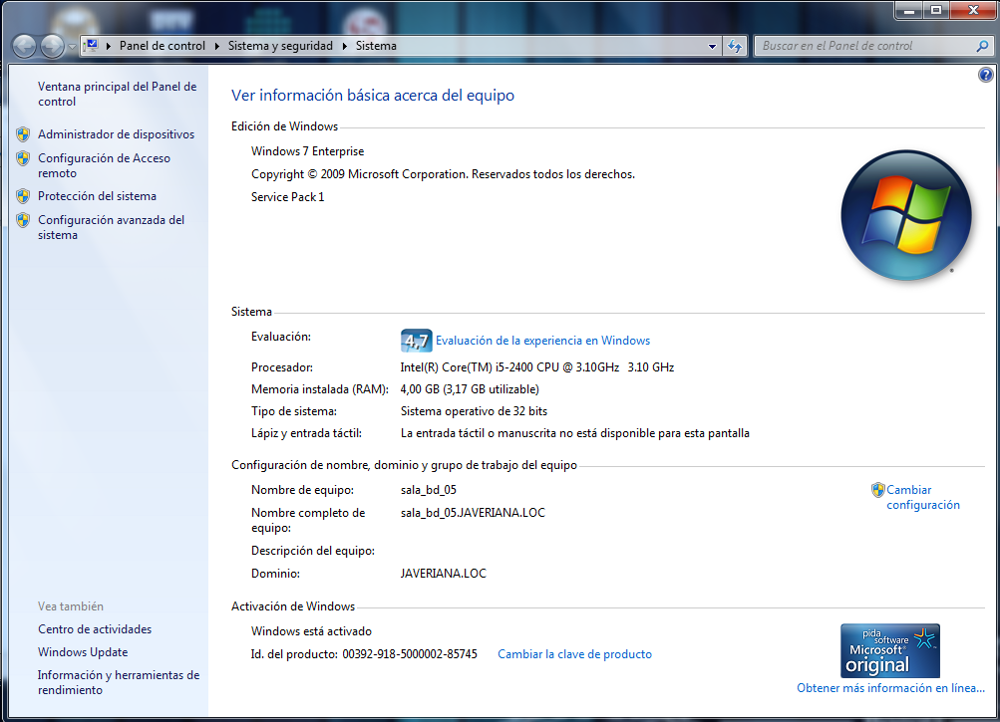 Panel de control
Sistema y seguridad
Sistema
Buscar en el Panel de control
Ventana principal del Panel de
control
Administrador de dispositivos
Configuración de Acceso
remoto
Protección del sistema
Configuración avanzada del
sistema
Vea también
Centro de actividades
Windows Update
Información y herramientas de
rendimiento
Ver información básica acerca del equipo
Edición de Windows
Windows 7 Enterprise
Copyright © 2009 Microsoft Corporation. Reservados todos los derechos.
Service Pack 1
Sistema
Evaluación: 4,7 Evaluación de la experiencia en Windows
Procesador: Intel(R) Core(TM) i5-2400 CPU @ 3.10GHz 3.10 GHz
Memoria instalada (RAM): 4,00 GB (3,17 GB utilizable)
Tipo de sistema: Sistema operativo de 32 bits
Lápiz y entrada táctil: La entrada táctil o manuscrita no está disponible para esta pantalla
Configuración de nombre, dominio y grupo de trabajo del equipo
Nombre de equipo: sala_bd_05
Cambiar
configuración
Nombre completo de
equipo:
sala_bd_05.JAVERIANA.LOC
Descripción del equipo:
Dominio: JAVERIANA.LOC
Activación de Windows
Windows está activado
Id. del producto: 00392-918-5000002-85745 Cambiar la clave de producto
pida
software
Microsoft®
original
Obtener más información en línea...